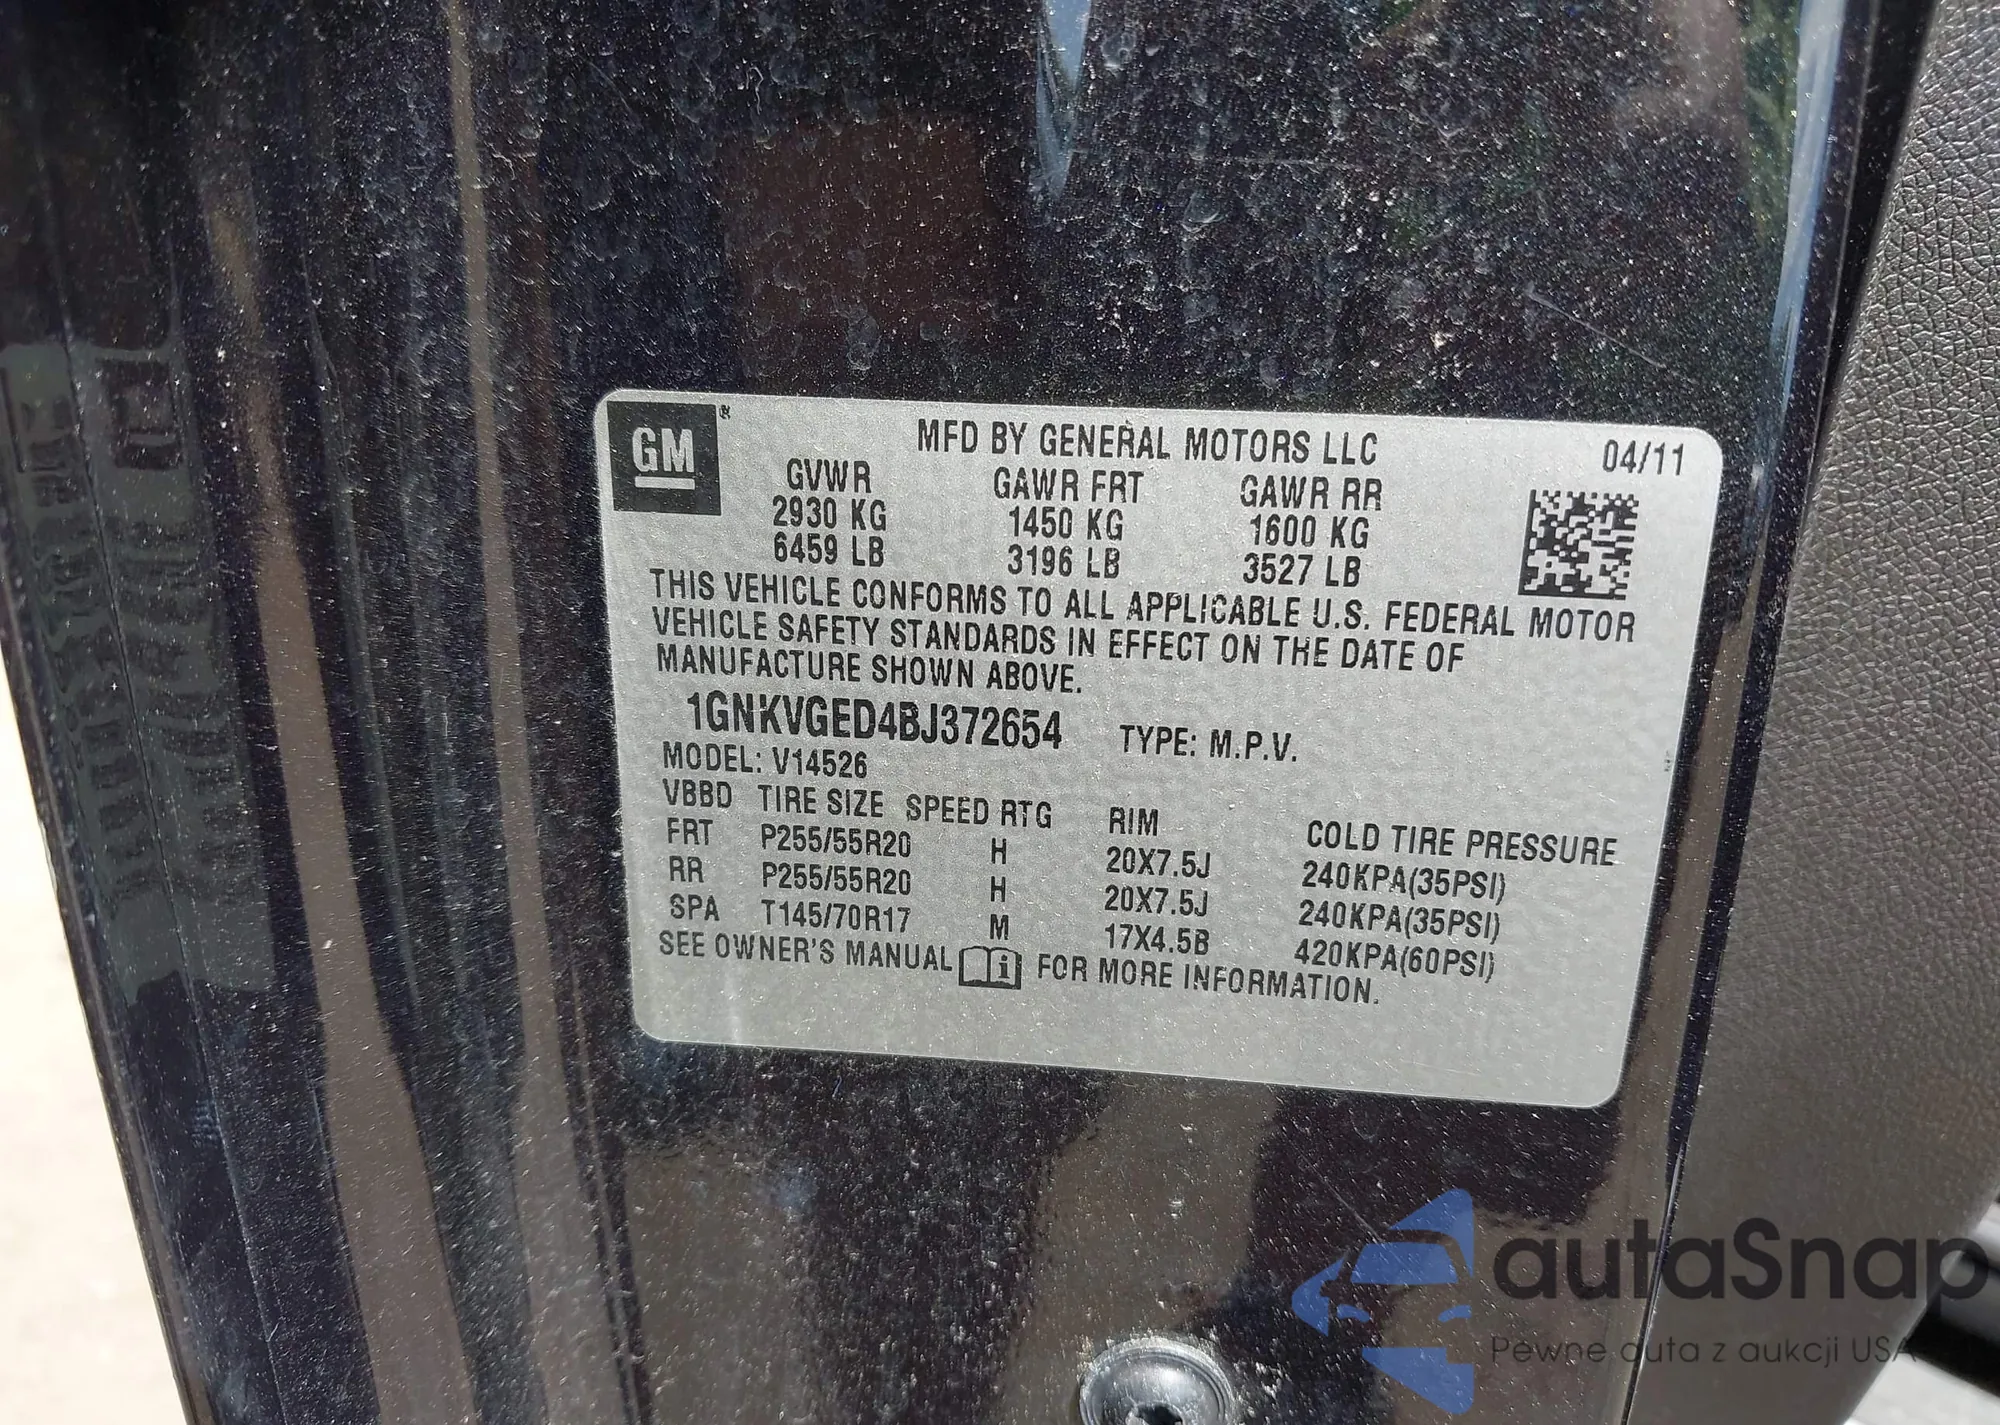 GM
MFD BY GENERAL MOTORS LLC 04/11
GVWR GAWR FRT GAWR RR
2930 KG 1450 KG 1600 KG
6459 LB 3196 LB 3527 LB
THIS VEHICLE CONFORMS TO ALL APPLICABLE U.S. FEDERAL MOTOR
VEHICLE SAFETY STANDARDS IN EFFECT ON THE DATE OF
MANUFACTURE SHOWN ABOVE.
1GNKVGED4BJ372654 TYPE: M.P.V.
MODEL: V14526
VBBD TIRE SIZE SPEED RTG RIM COLD TIRE PRESSURE
FRT P255/55R20 H 20X7.5J 240KPA(35PSI)
RR P255/55R20 H 20X7.5J 240KPA(35PSI)
SPA T145/70R17 M 17X4.5B 420KPA(60PSI)
SEE OWNER'S MANUAL i FOR MORE INFORMATION.
autaSnap
Pewne auta z aukcji USA